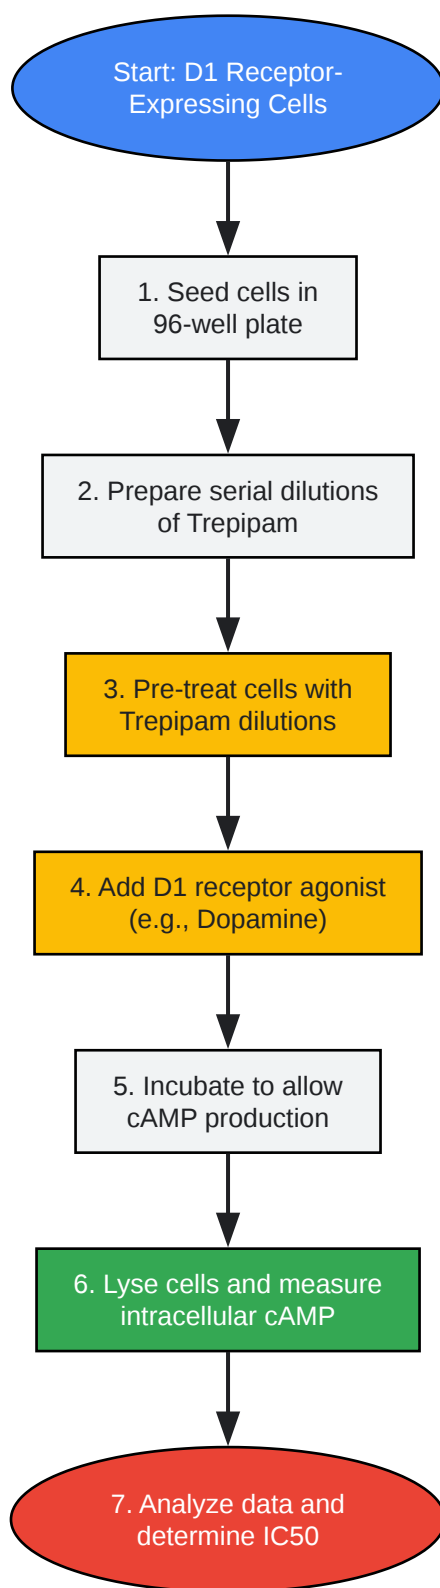 Start: D1 Receptor-
Expressing Cells
1. Seed cells in
96-well plate
2. Prepare serial dilutions
of Trepipam
3. Pre-treat cells with
Trepipam dilutions
4. Add D1 receptor agonist
(e.g., Dopamine)
5. Incubate to allow
cAMP production
6. Lyse cells and measure
intracellular cAMP
7. Analyze data and
determine IC50